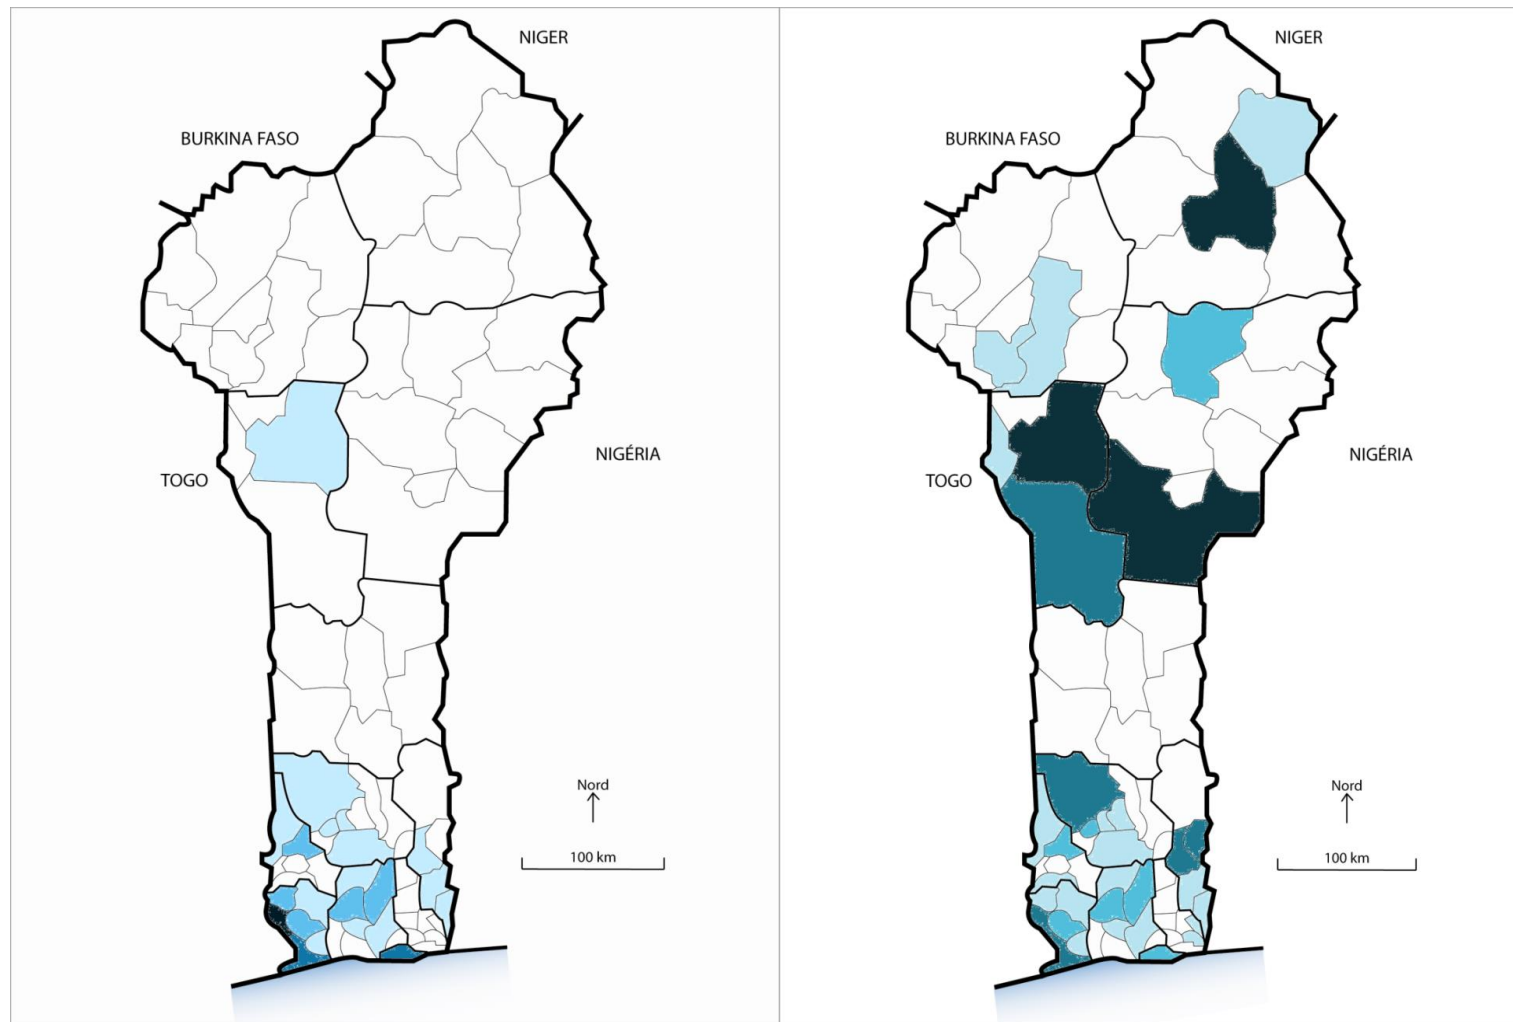 NIGER
BURKINA FASO
NIGÉRIA
TOGO
Nord
100 km
NIGER
BURKINA FASO
NIGÉRIA
TOGO
Nord
100 km